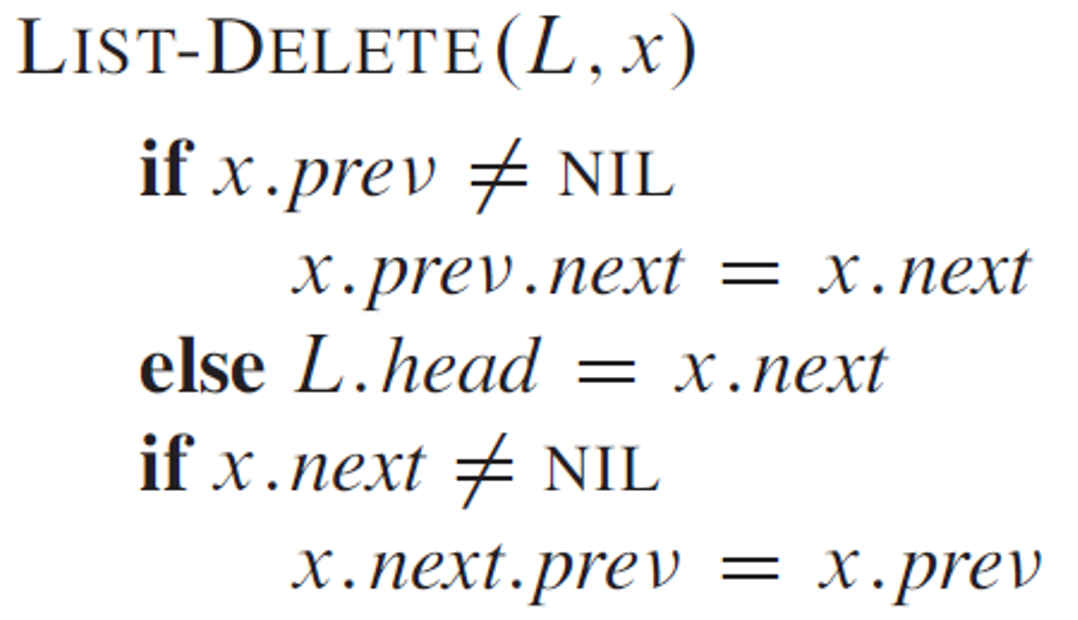 LIST-DELETE(L, x)
if x.prev ≠ NIL
x.prev.next = x.next
else L.head = x.next
if x.next ≠ NIL
x.next.prev = x.prev